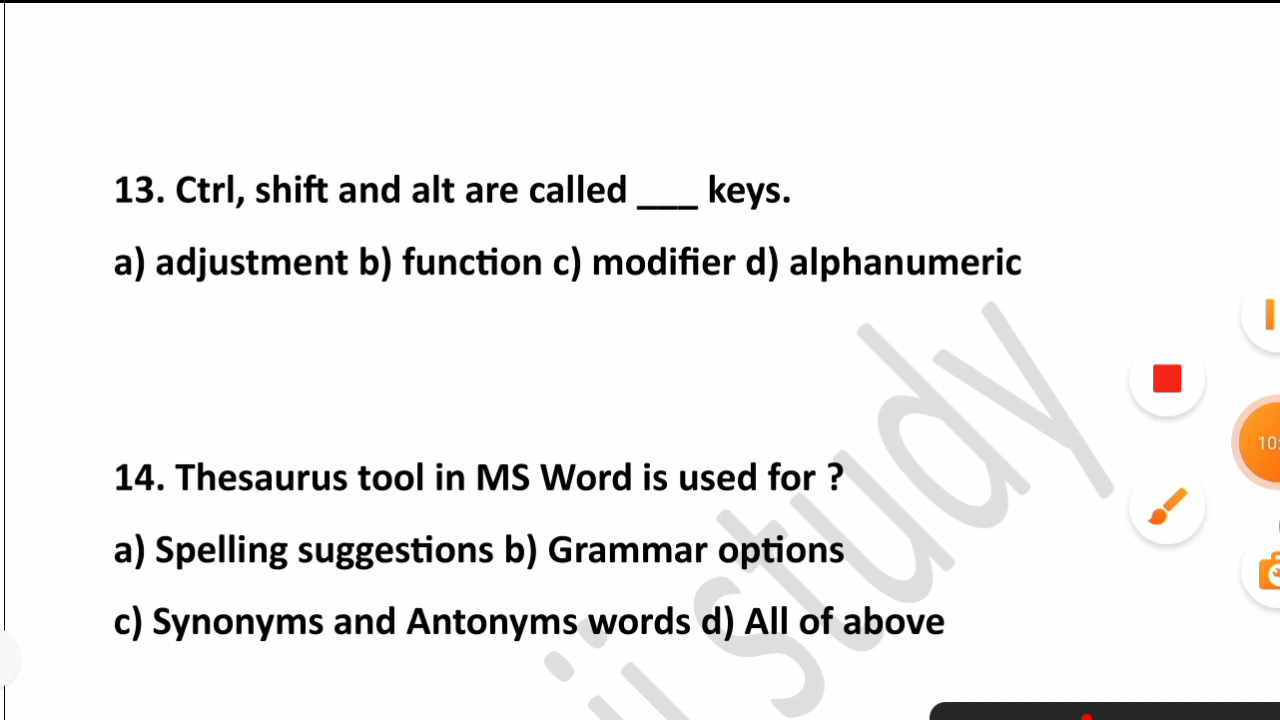 13. Ctrl, shift and alt are called ___ keys.
a) adjustment b) function c) modifier d) alphanumeric
14. Thesaurus tool in MS Word is used for ?
a) Spelling suggestions b) Grammar options
c) Synonyms and Antonyms words d) All of above
study